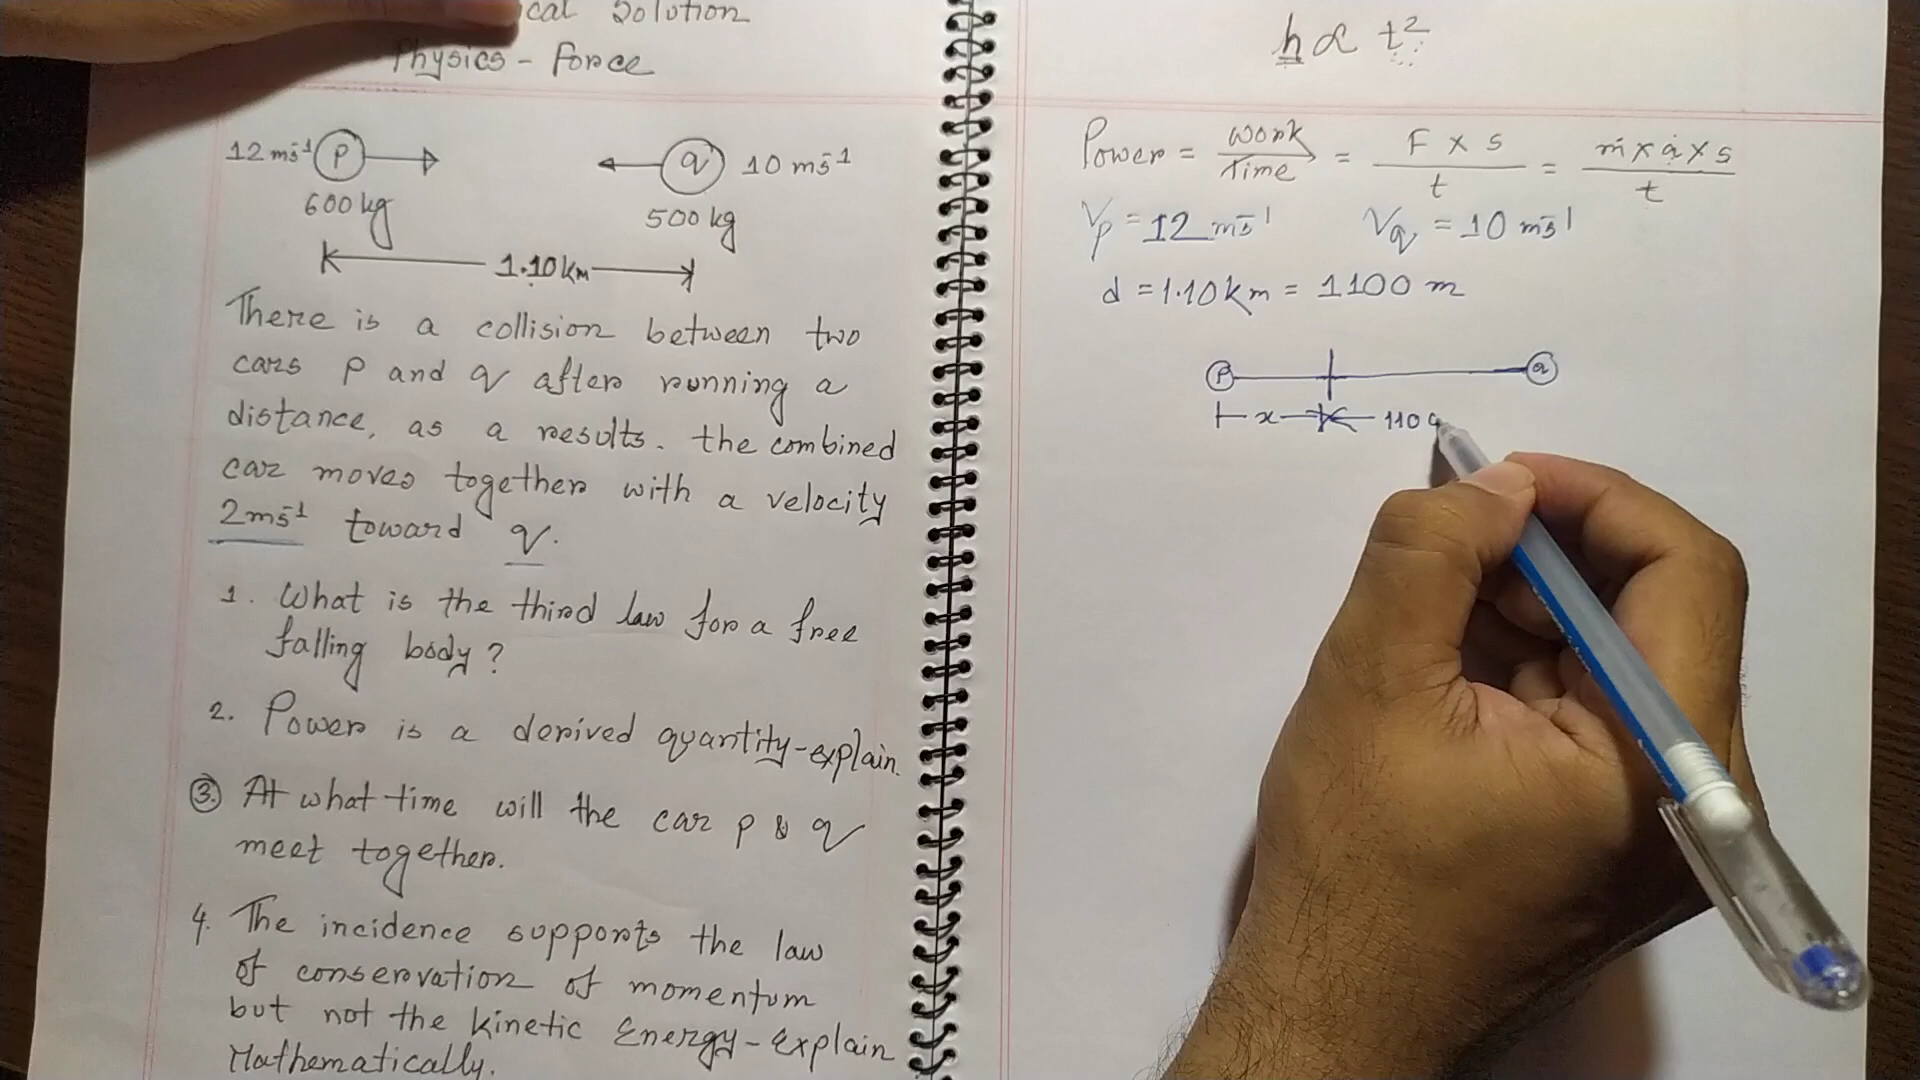 Solution
Physics - Force
12 ms⁻¹ P q 10 ms⁻¹
600 kg 500 kg
1.10 km
There is a collision between two
cars p and q after running a
distance, as a results. the combined
car moves together with a velocity
2ms⁻¹ toward q.
1. What is the third law for a free
falling body?
2. Power is a derived quantity-explain.
3. At what time will the car p & q
meet together.
4. The incidence supports the law
of conservation of momentum
but not the kinetic Energy-explain
Mathematically.
h ∝ t²
Power = work/Time = F x s/t = m x a x s/t
Vp = 12 ms⁻¹ Vq = 10 ms⁻¹
d = 1.10 km = 1100 m
P q
x 110